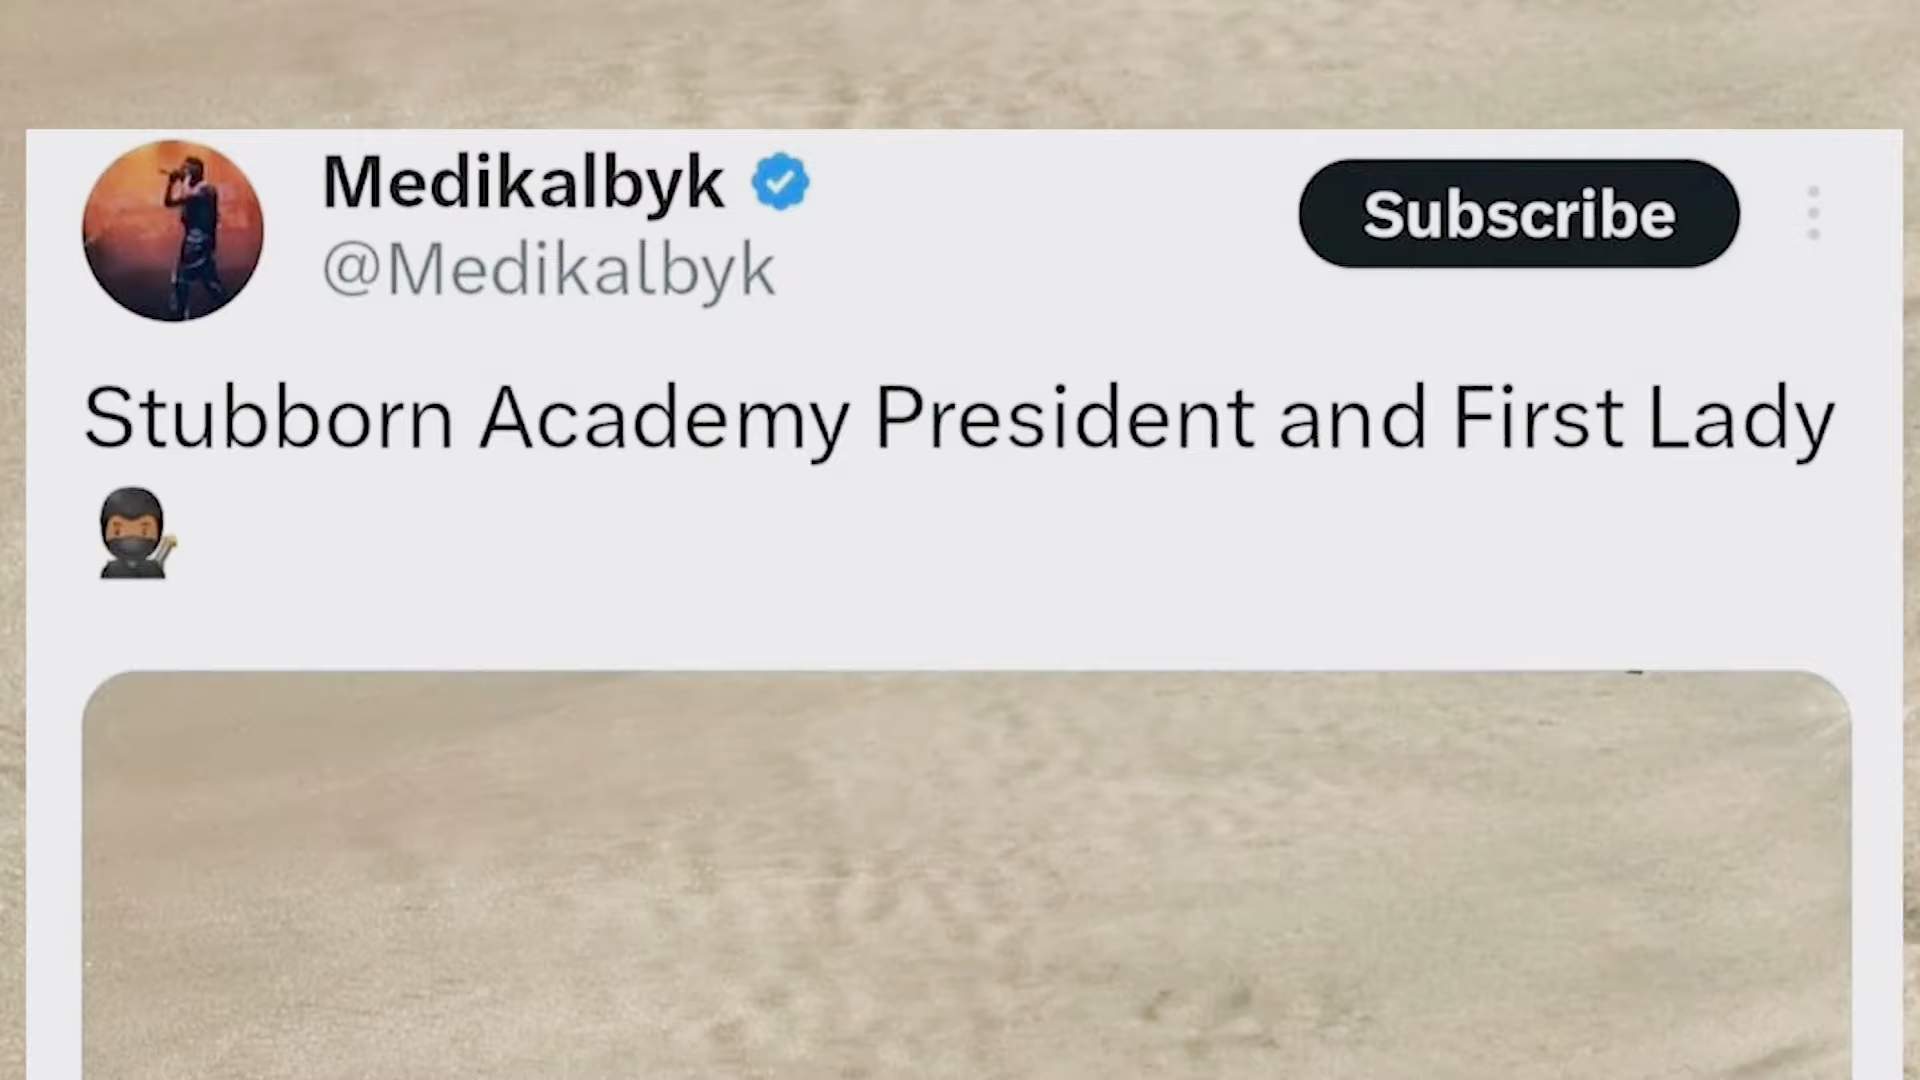 Medikalbyk
@Medikalbyk
Subscribe
Stubborn Academy President and First Lady